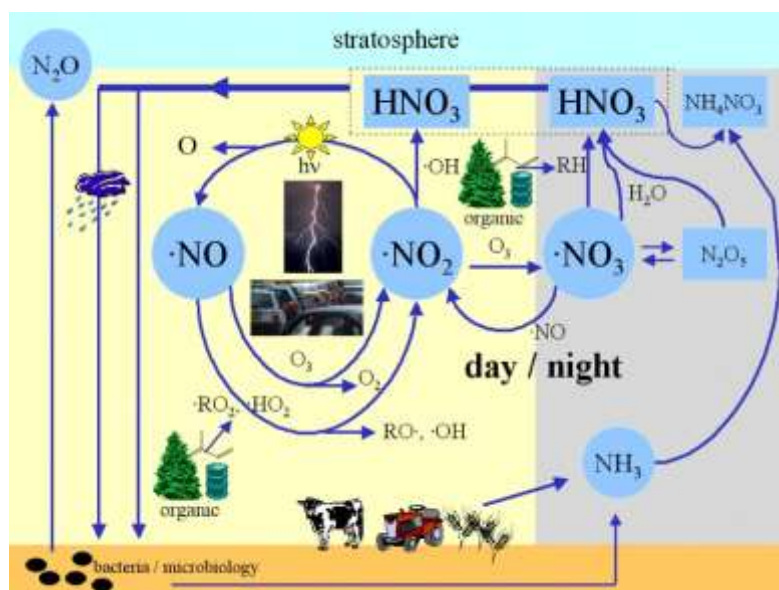 stratosphere
N₂O
HNO₃
HNO₃
NH₄NO₃
O
hν
·OH
RH
organic
H₂O
·NO
·NO₂
O₃
·NO₃
N₂O₅
·NO
O₃
O₂
day / night
·RO₂, ·HO₂
RO·, ·OH
NH₃
organic
bacteria / microbiology